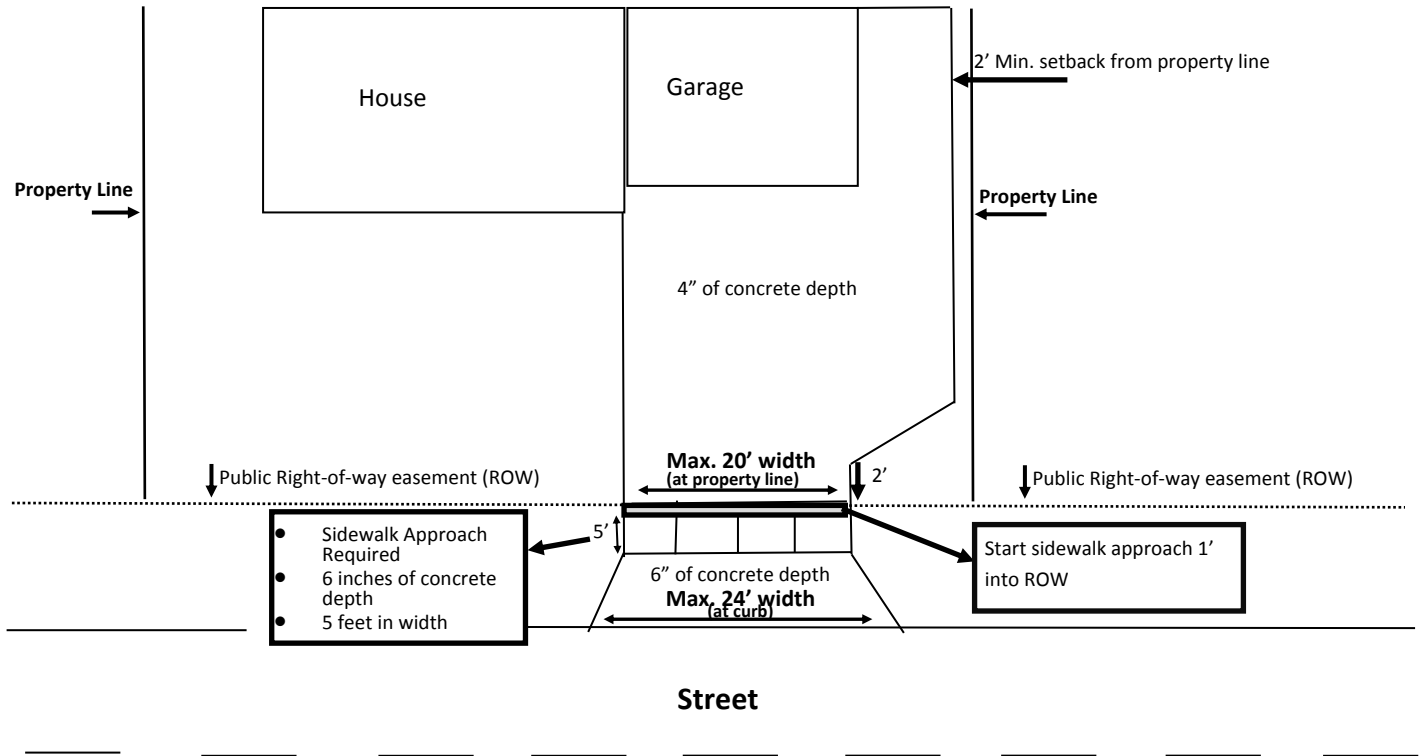 House
Garage
2’ Min. setback from property line
Property Line
Property Line
4” of concrete depth
Max. 20’ width
(at property line)
2’
Public Right-of-way easement (ROW)
Public Right-of-way easement (ROW)
5’
• Sidewalk Approach
Required
• 6 inches of concrete
depth
• 5 feet in width
Start sidewalk approach 1’
into ROW
6” of concrete depth
Max. 24’ width
(at curb)
Street